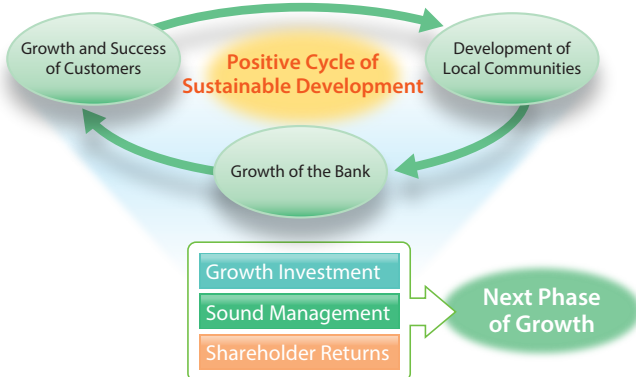 Growth and Success
of Customers
Positive Cycle of
Sustainable Development
Development of
Local Communities
Growth of the Bank
Growth Investment
Sound Management
Shareholder Returns
Next Phase
of Growth